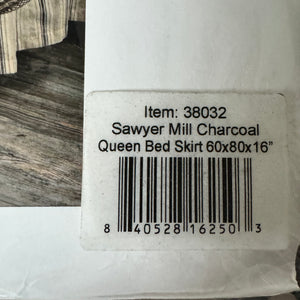 Item: 38032
Sawyer Mill Charcoal
Queen Bed Skirt 60x80x16"
8 40528 16250 3